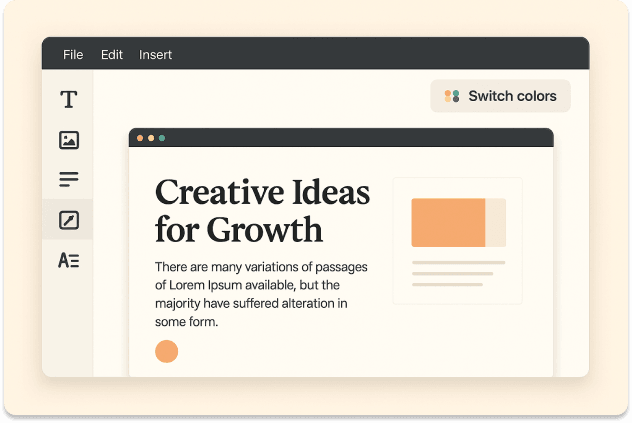 File Edit Insert
Switch colors
Creative Ideas
for Growth
There are many variations of passages
of Lorem Ipsum available, but the
majority have suffered alteration in
some form.